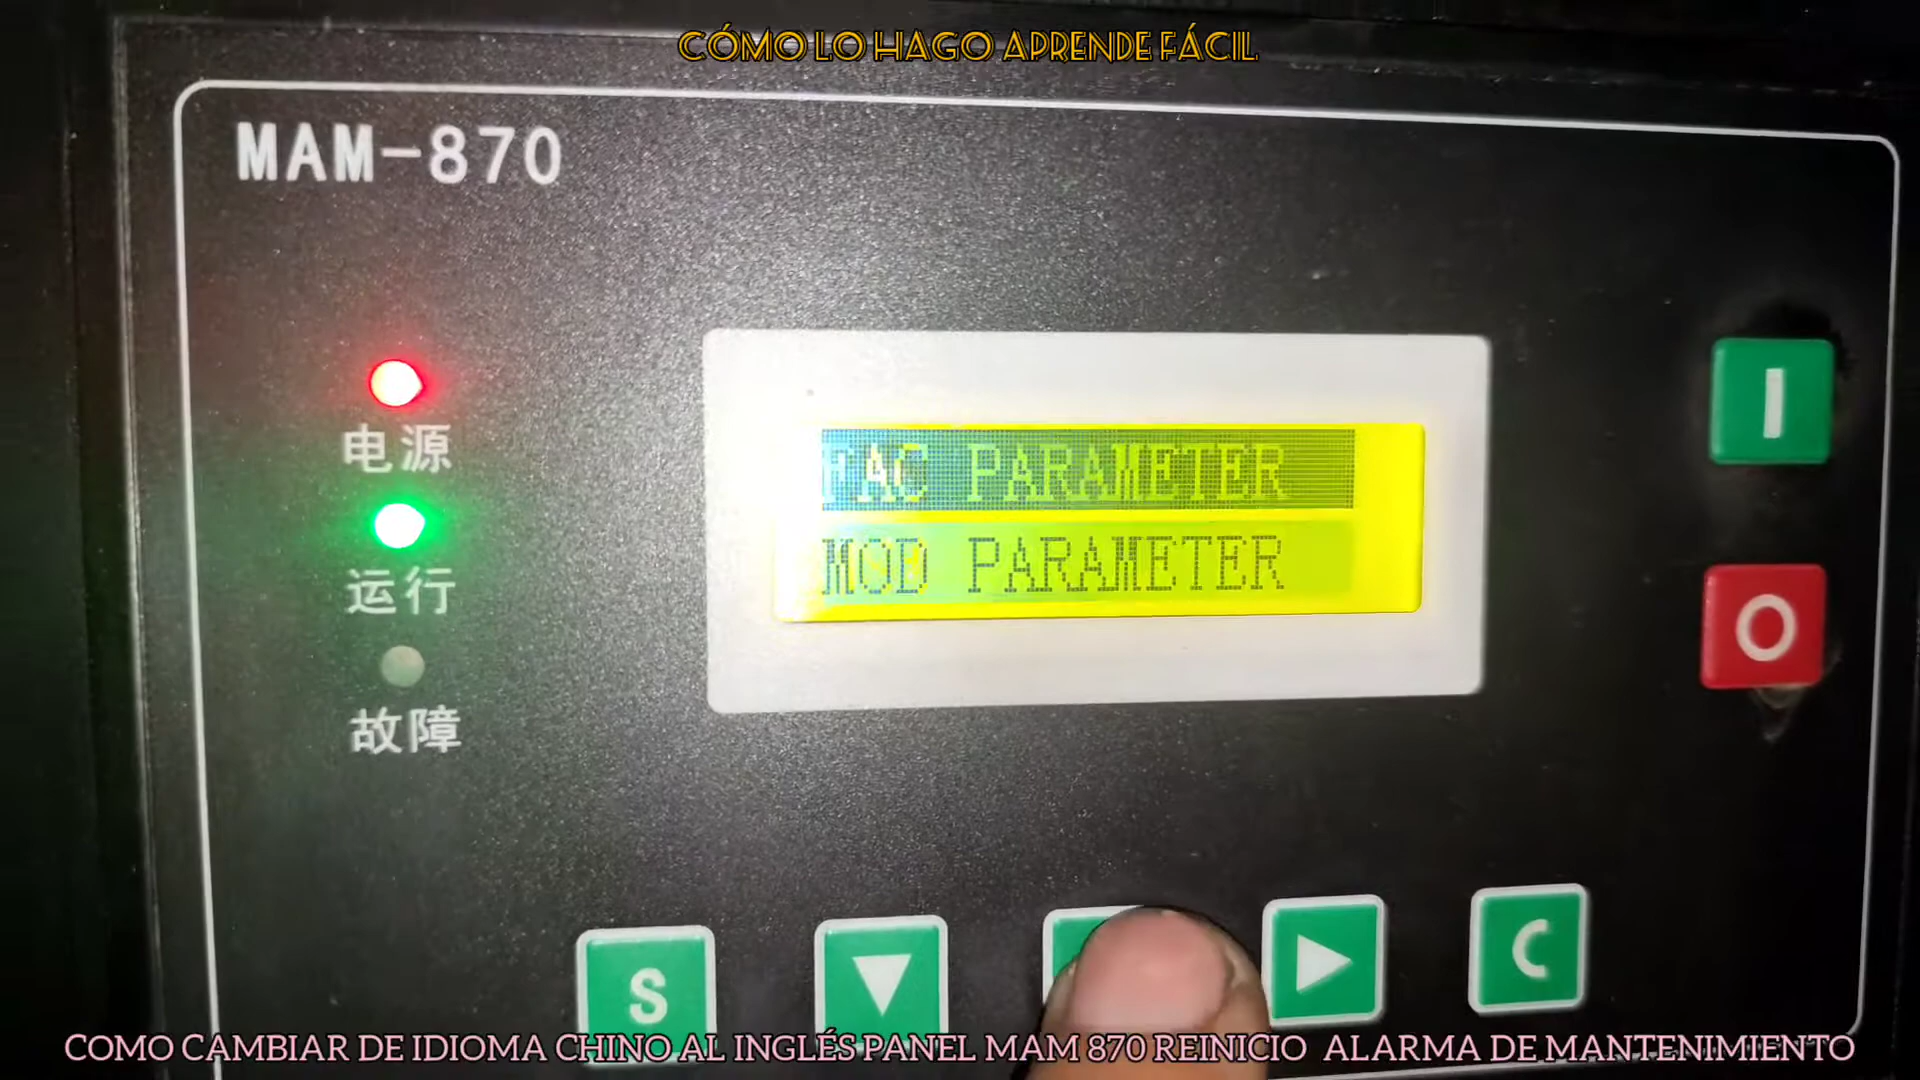 CÓMO LO HAGO APRENDE FÁCIL
MAM-870
电源
运行
故障
FAC PARAMETER
MOD PARAMETER
I
O
S
C
COMO CAMBIAR DE IDIOMA CHINO AL INGLÉS PANEL MAM 870 REINICIO ALARMA DE MANTENIMIENTO